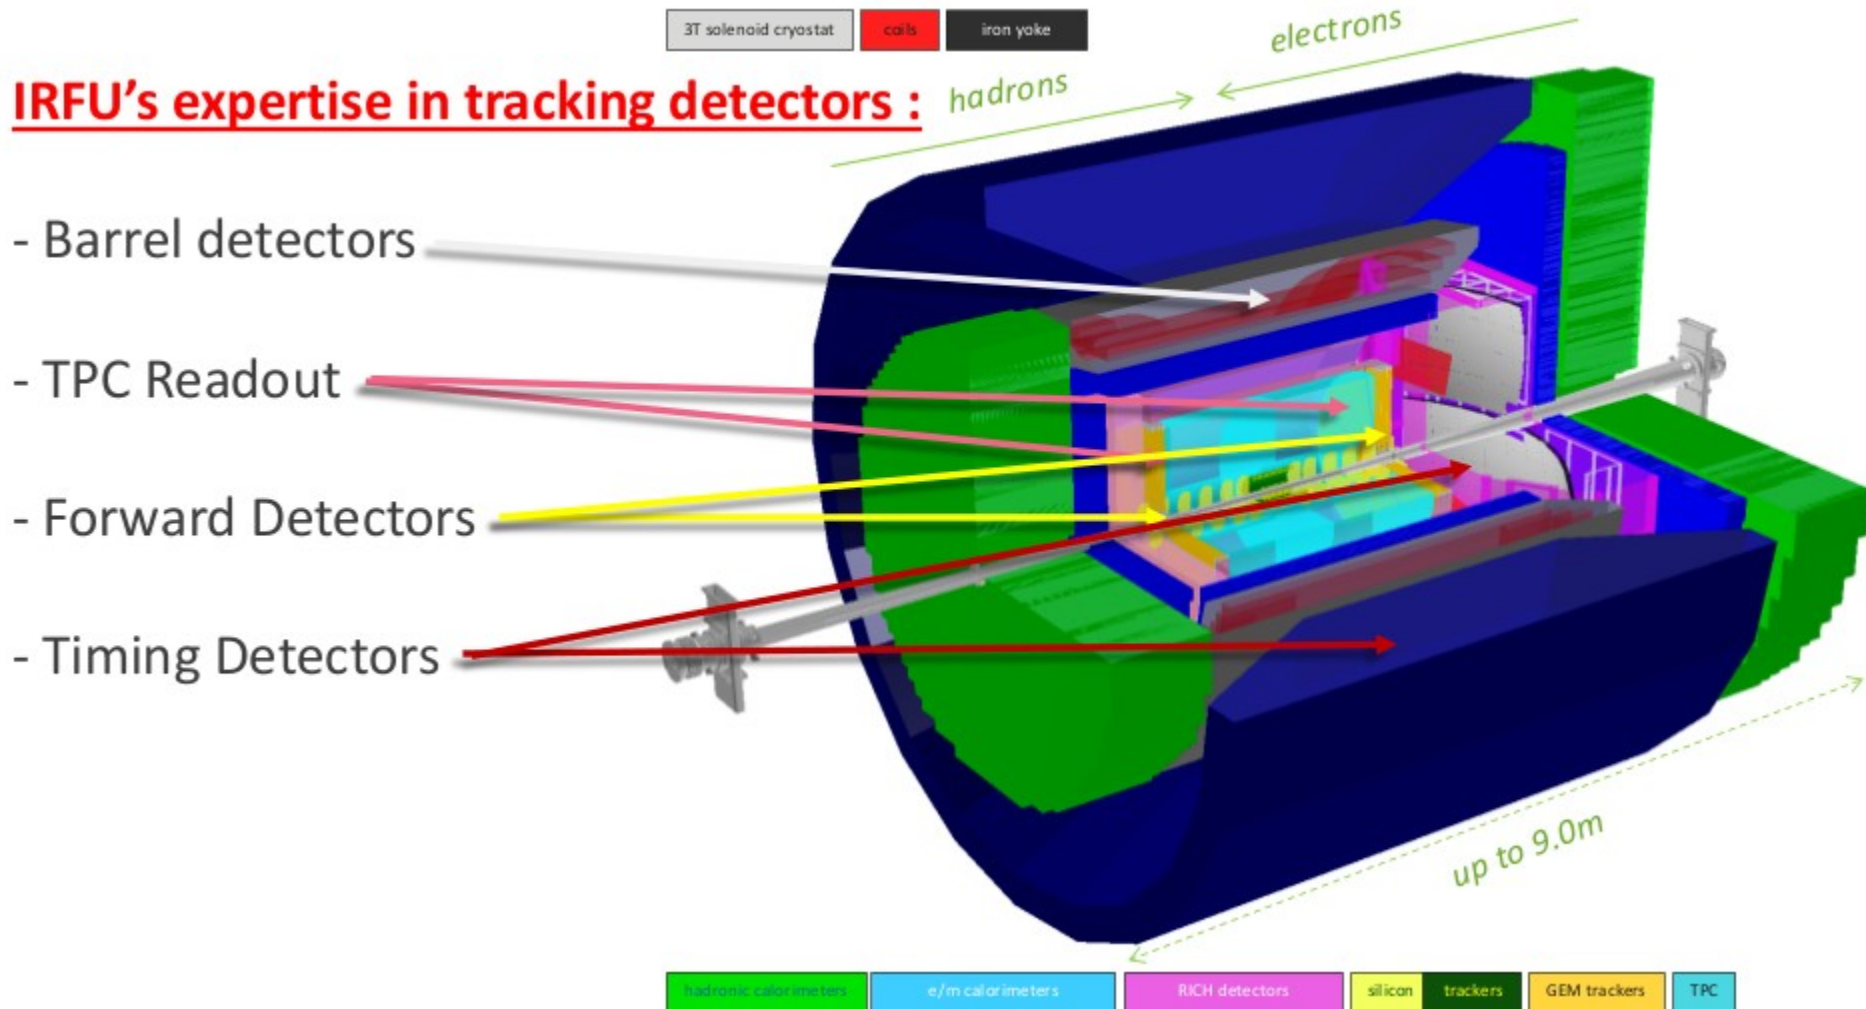 3T solenoid cryostat coils iron yoke
electrons
hadrons
IRFU's expertise in tracking detectors :
- Barrel detectors
- TPC Readout
- Forward Detectors
- Timing Detectors
up to 9.0m
hadronic calorimeters e/m calorimeters RICH detectors silicon trackers GEM trackers TPC